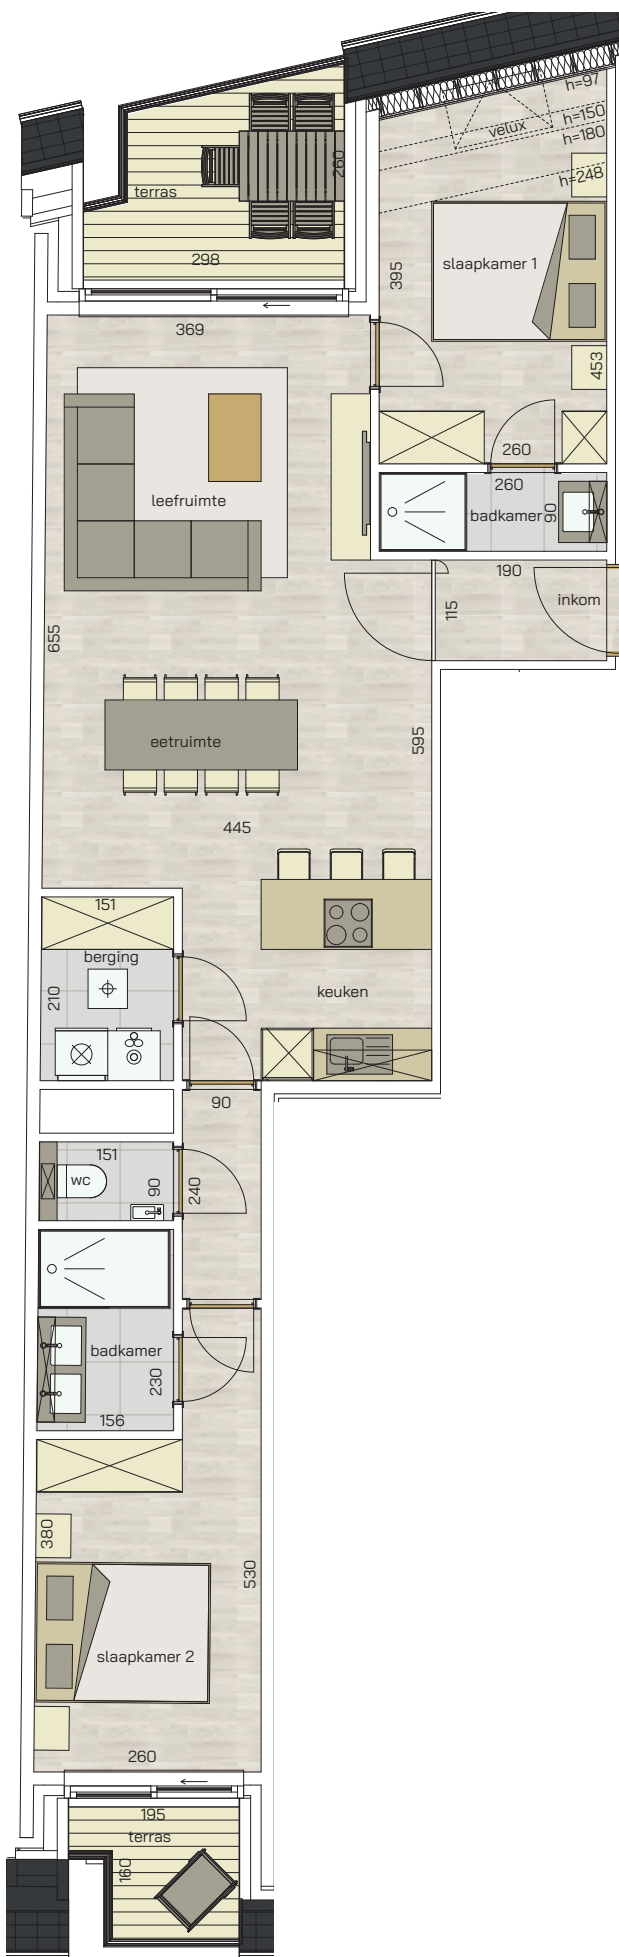 h=97
h=150
velux
h=180
260
terras
h=248
298
slaapkamer 1
395
369
453
260
leefruimte
260
badkamer
90
190
inkom
115
655
595
eetruimte
445
151
berging
210
keuken
90
151
wc
90
240
badkamer
230
156
380
530
slaapkamer 2
260
195
terras
160